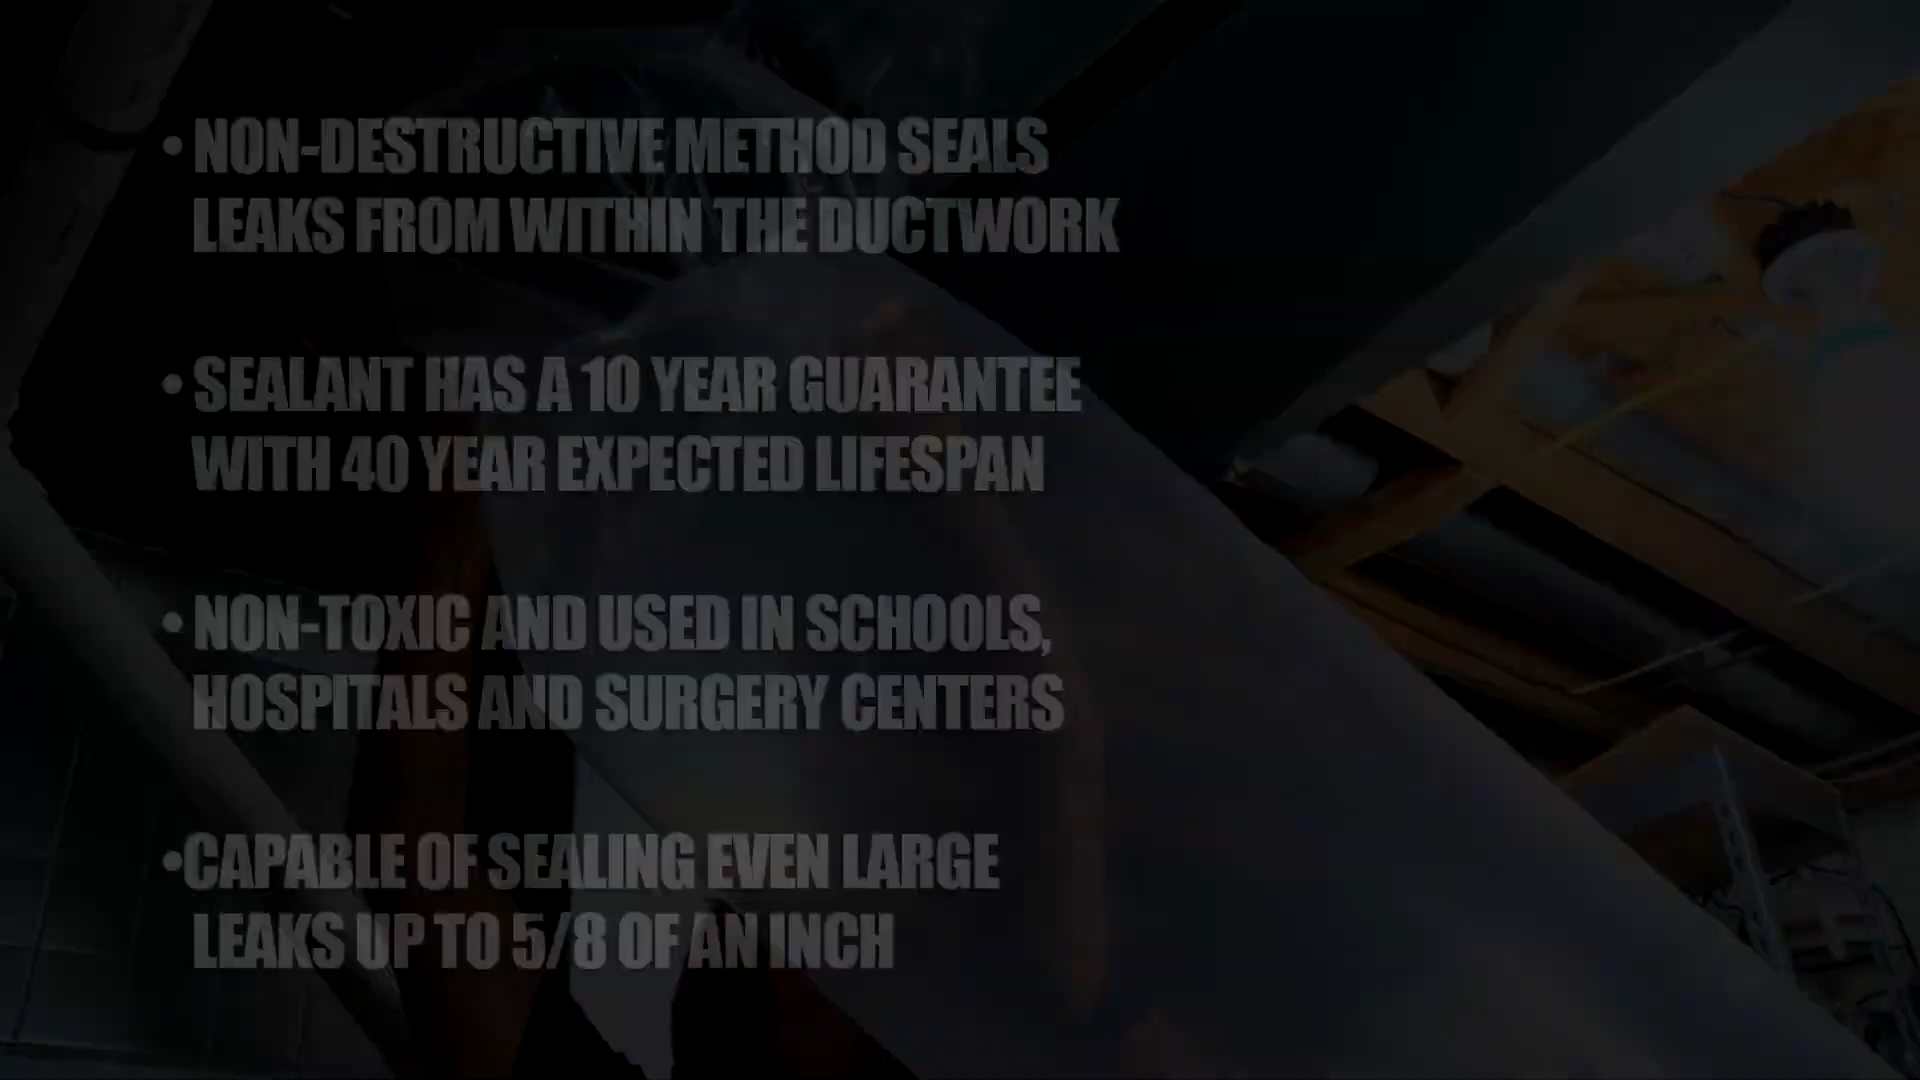 • NON-DESTRUCTIVE METHOD SEALS
LEAKS FROM WITHIN THE DUCTWORK
• SEALANT HAS A 10 YEAR GUARANTEE
WITH 40 YEAR EXPECTED LIFESPAN
• NON-TOXIC AND USED IN SCHOOLS,
HOSPITALS AND SURGERY CENTERS
•CAPABLE OF SEALING EVEN LARGE
LEAKS UP TO 5/8 OF AN INCH